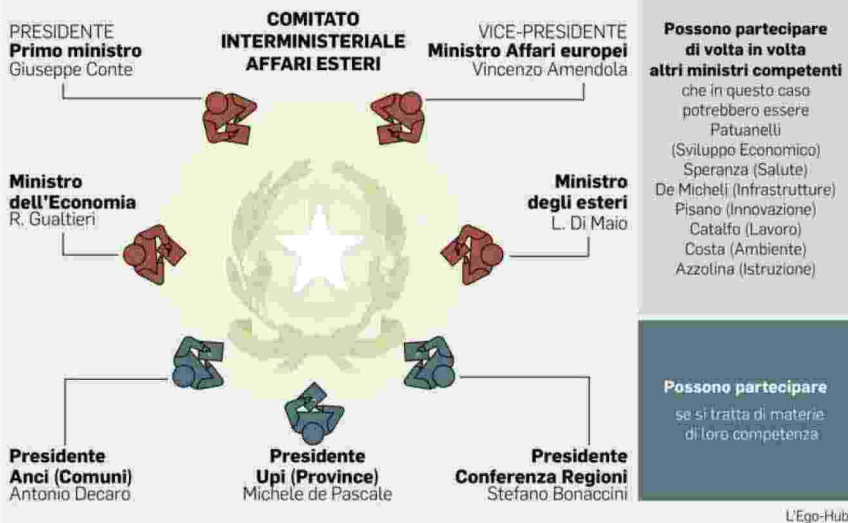 COMITATO
INTERMINISTERIALE
AFFARI ESTERI
PRESIDENTE
Primo ministro
Giuseppe Conte
VICE-PRESIDENTE
Ministro Affari europei
Vincenzo Amendola
Ministro
dell'Economia
R. Gualtieri
Ministro
degli esteri
L. Di Maio
Presidente
Anci (Comuni)
Antonio Decaro
Presidente
Upi (Province)
Michele de Pascale
Presidente
Conferenza Regioni
Stefano Bonaccini
Possono partecipare
di volta in volta
altri ministri competenti
che in questo caso
potrebbero essere
Patuanelli
(Sviluppo Economico)
Speranza (Salute)
De Micheli (Infrastrutture)
Pisano (Innovazione)
Catalfo (Lavoro)
Costa (Ambiente)
Azzolina (Istruzione)
Possono partecipare
se si tratta di materie
di loro competenza
L'Ego-Hub